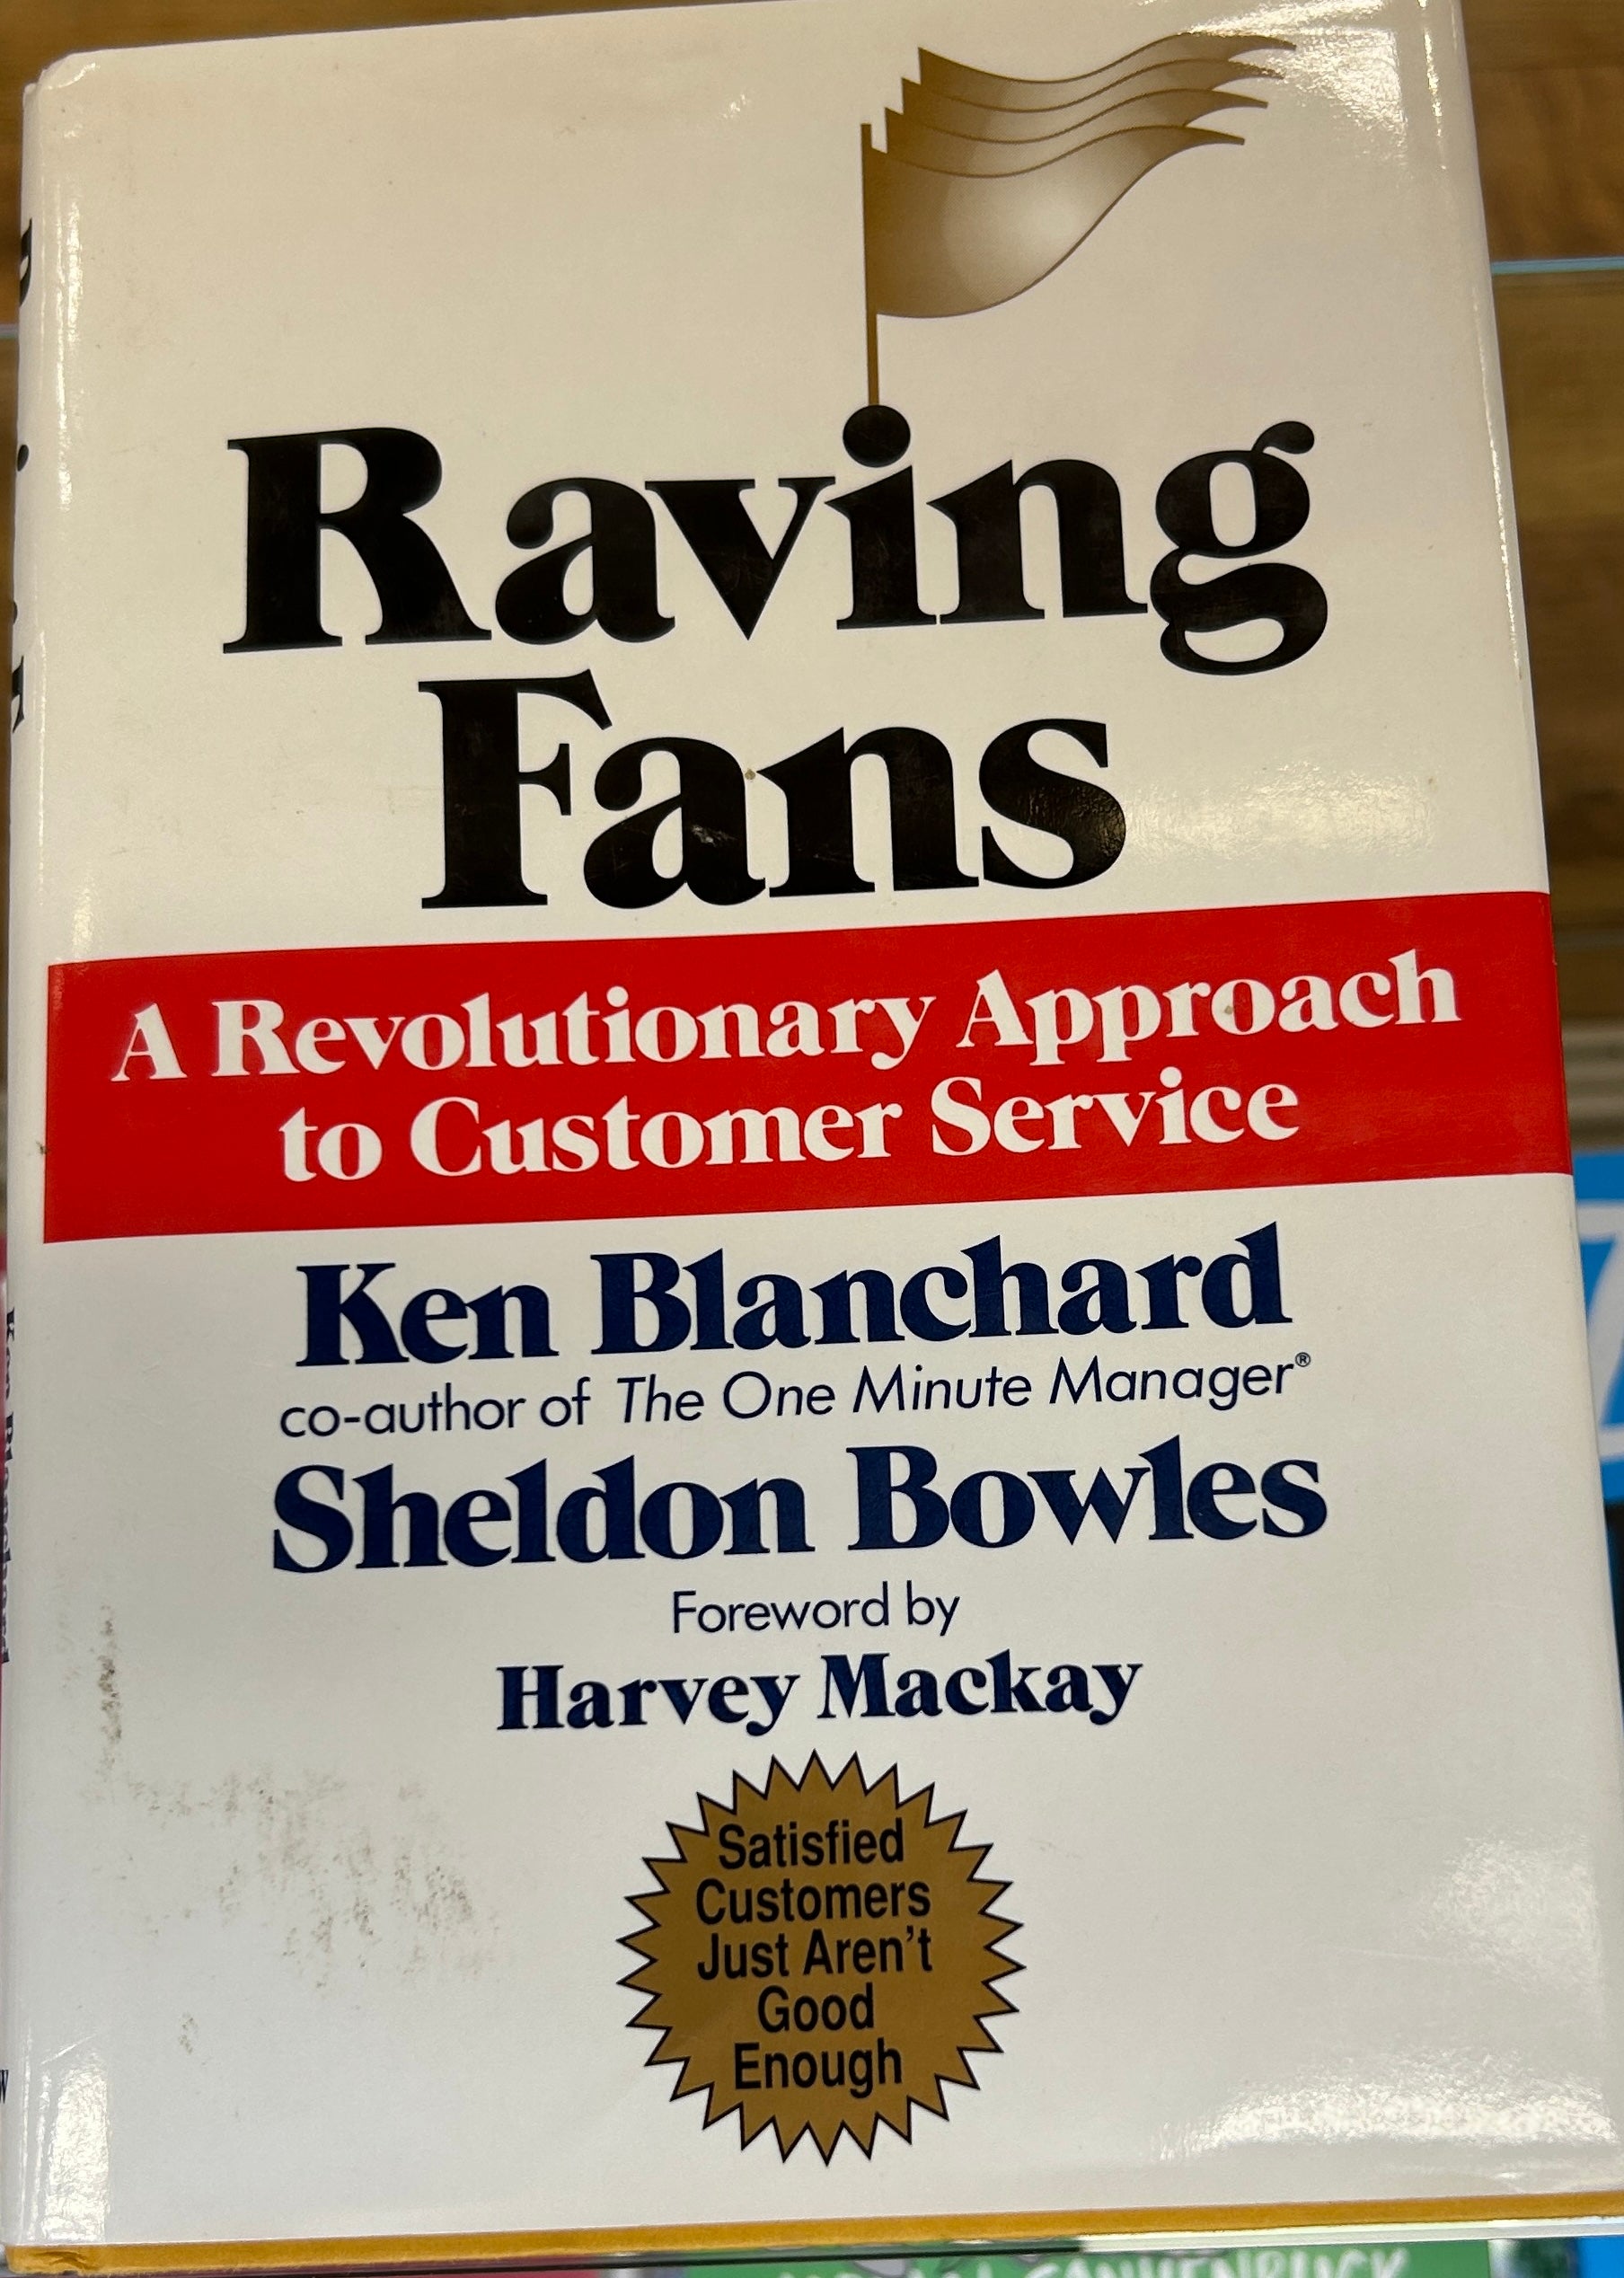 Raving
Fans
A Revolutionary Approach
to Customer Service
Ken Blanchard
co-author of The One Minute Manager®
Sheldon Bowles
Foreword by
Harvey Mackay
Satisfied
Customers
Just Aren't
Good
Enough